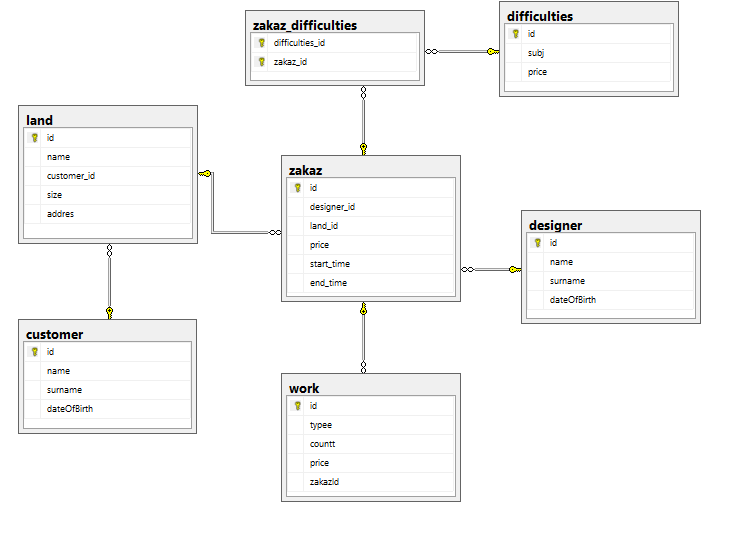 zakaz_difficulties
difficulties_id
zakaz_id
difficulties
id
subj
price
land
id
name
customer_id
size
addres
zakaz
id
designer_id
land_id
price
start_time
end_time
designer
id
name
surname
dateOfBirth
customer
id
name
surname
dateOfBirth
work
id
typee
countt
price
zakazId